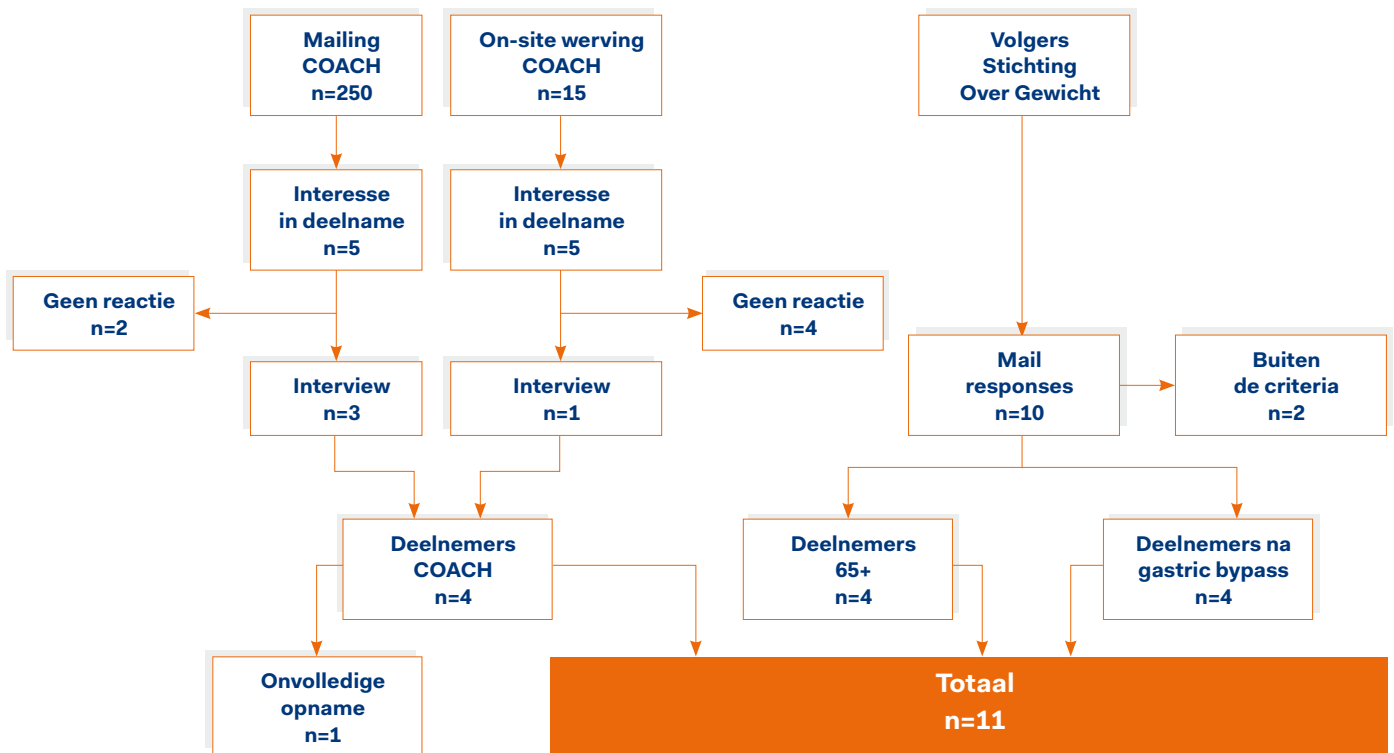 Mailing
COACH
n=250
On-site werving
COACH
n=15
Volgers
Stichting
Over Gewicht
Interesse
in deelname
n=5
Interesse
in deelname
n=5
Geen reactie
n=2
Geen reactie
n=4
Interview
n=3
Interview
n=1
Mail
responses
n=10
Buiten
de criteria
n=2
Deelnemers
COACH
n=4
Deelnemers
65+
n=4
Deelnemers na
gastric bypass
n=4
Onvolledige
opname
n=1
Totaal
n=11